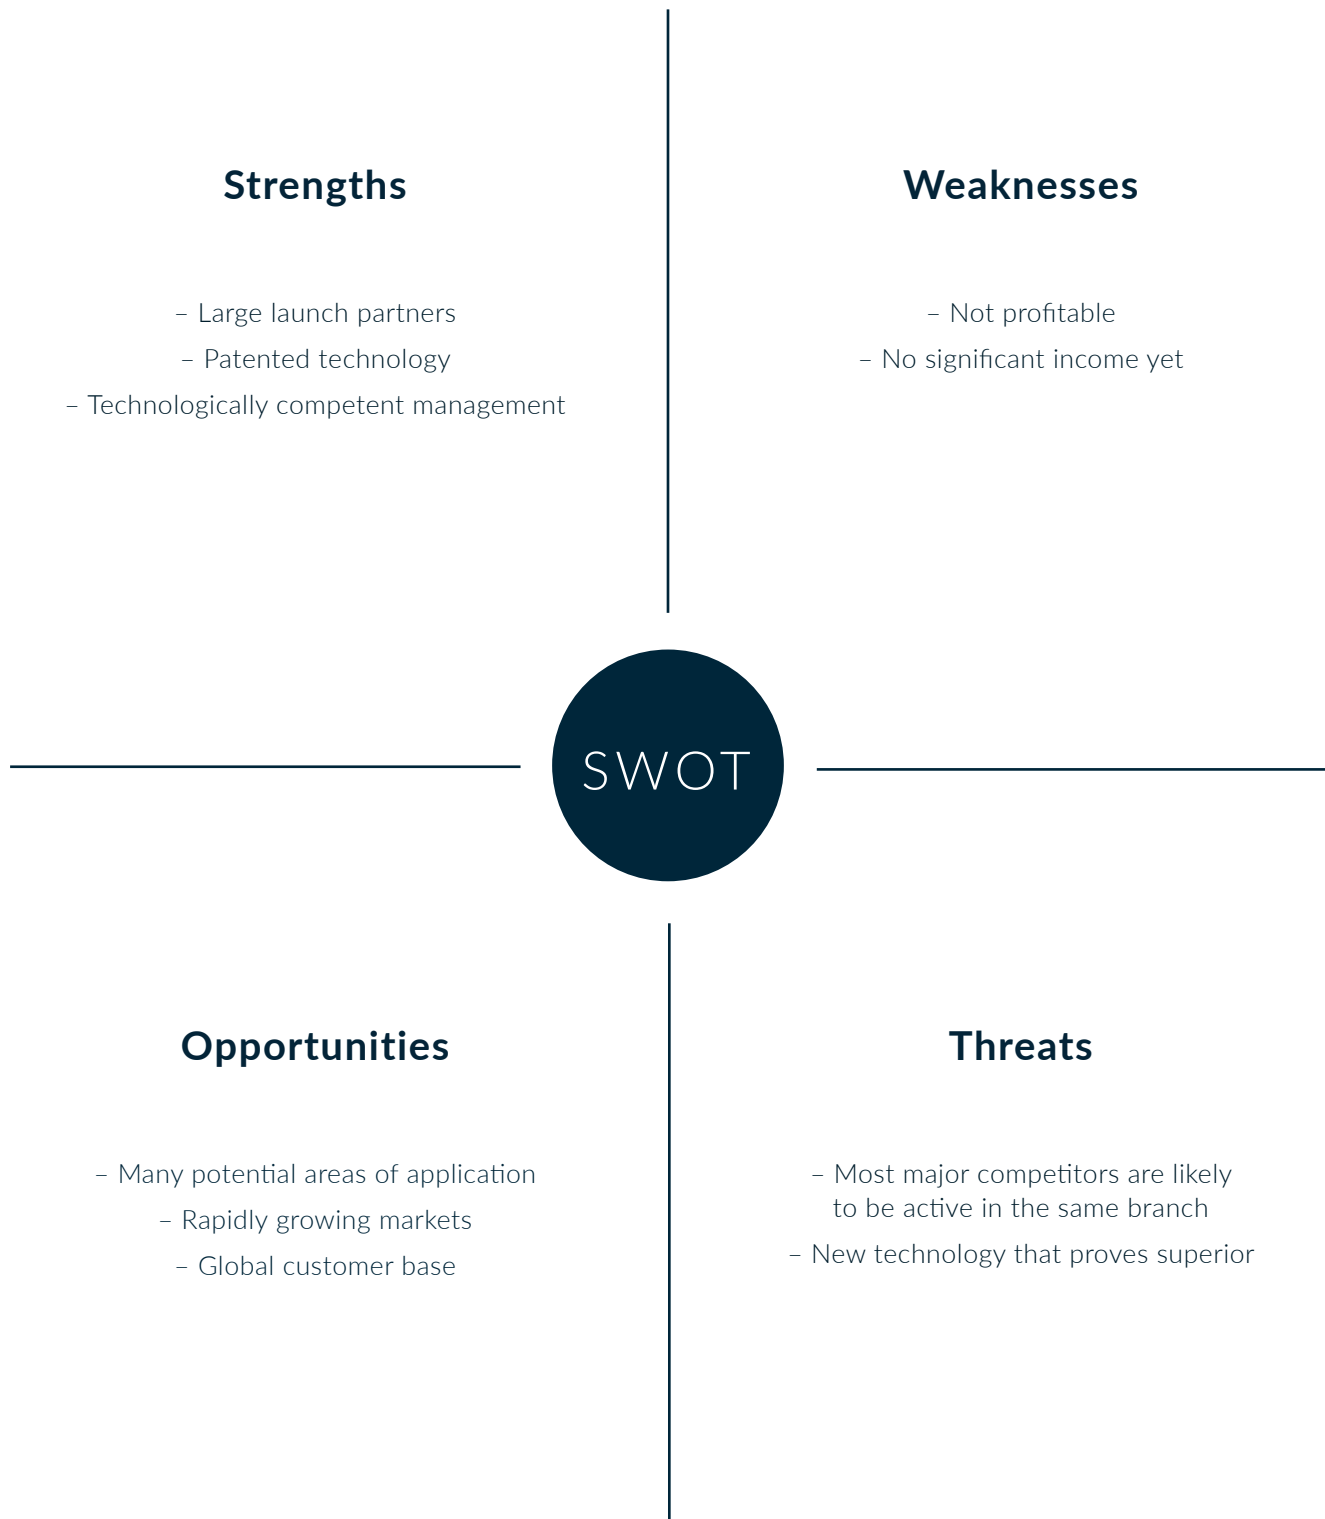 Strengths
– Large launch partners
– Patented technology
– Technologically competent management
Weaknesses
– Not profitable
– No significant income yet
SWOT
Opportunities
– Many potential areas of application
– Rapidly growing markets
– Global customer base
Threats
– Most major competitors are likely
to be active in the same branch
– New technology that proves superior